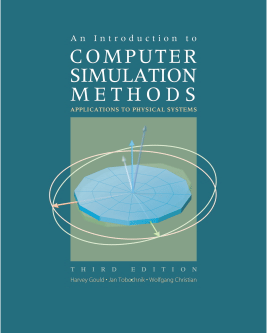 An Introduction to
COMPUTER
SIMULATION
METHODS
APPLICATIONS TO PHYSICAL SYSTEMS
THIRD EDITION
Harvey Gould • Jan Tobochnik • Wolfgang Christian